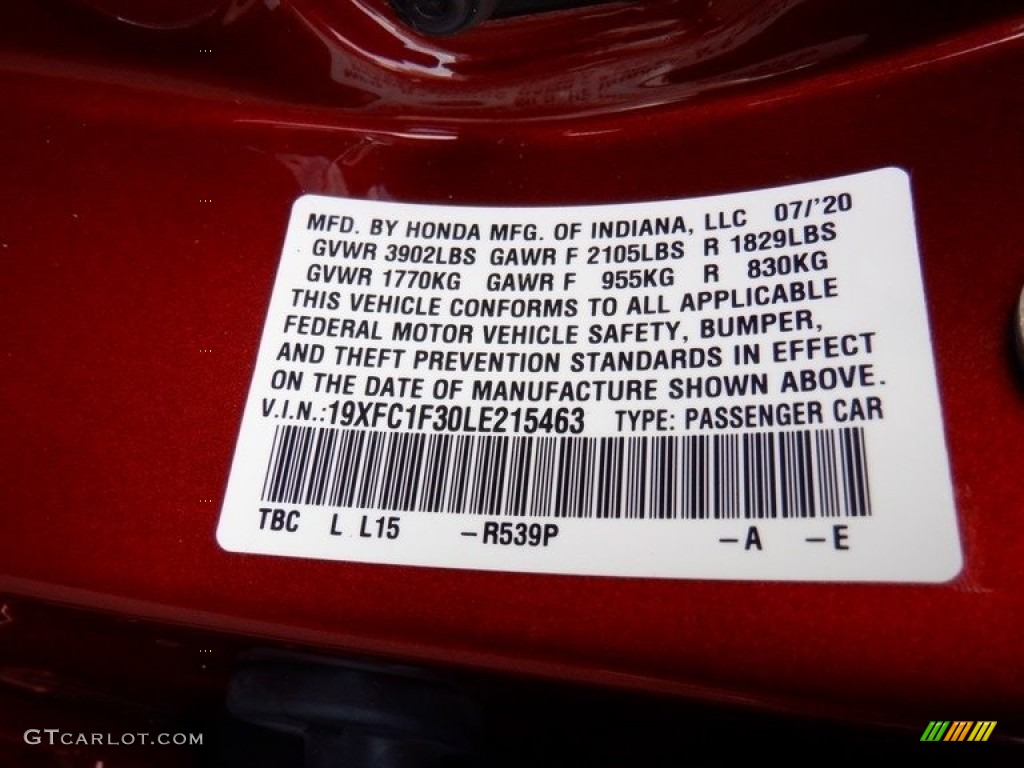 MFD. BY HONDA MFG. OF INDIANA, LLC 07/'20
GVWR 3902LBS GAWR F 2105LBS R 1829LBS
GVWR 1770KG GAWR F 955KG R 830KG
THIS VEHICLE CONFORMS TO ALL APPLICABLE
FEDERAL MOTOR VEHICLE SAFETY, BUMPER,
AND THEFT PREVENTION STANDARDS IN EFFECT
ON THE DATE OF MANUFACTURE SHOWN ABOVE.
V.I.N.:19XFC1F30LE215463 TYPE: PASSENGER CAR
TBC L L15 –R539P –A –E
GTCARLOT.COM